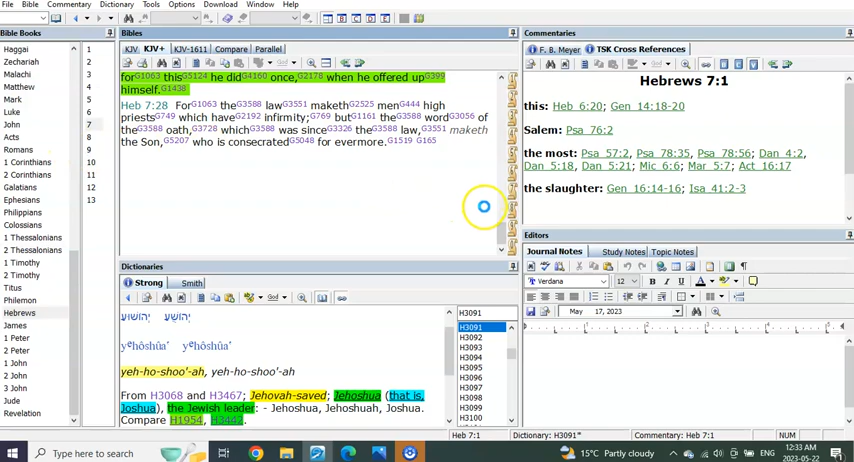 File Bible Commentary Dictionary Tools Options Download Window Help
B C D E
Bible Books
Haggai
Zechariah
Malachi
Matthew
Mark
Luke
John
Acts
Romans
1 Corinthians
2 Corinthians
Galatians
Ephesians
Philippians
Colossians
1 Thessalonians
2 Thessalonians
1 Timothy
2 Timothy
Titus
Philemon
Hebrews
James
1 Peter
2 Peter
1 John
2 John
3 John
Jude
Revelation
1
2
3
4
5
6
7
8
9
10
11
12
13
Bibles
KJV KJV+ KJV-1611 Compare Parallel
forG1063 thisG5124 he didG4160 once,G2178 when he offered upG399
himself.G1438
Heb 7:28 ForG1063 theG3588 lawG3551 makethG2525 menG444 high
priestsG749 which haveG2192 infirmity;G769 butG1161 the wordG3056 of
theG3588 oath,G3728 whichG3588 was sinceG3326 theG3588 law,G3551 maketh
the Son,G5207 who is consecratedG5048 for evermore.G1519 G165
Dictionaries
Strong Smith
God
יְהוֹשׁוּעַ יְהוֹשֻׁעַ
yᵉhôshûa‛ yᵉhôshûa‛
yeh-ho-shoo'-ah, yeh-ho-shoo'-ah
From H3068 and H3467; Jehovah-saved; Jehoshua (that is,
Joshua), the Jewish leader: - Jehoshua, Jehoshuah, Joshua.
Compare H1954, H3442.
H3091
H3091
H3092
H3093
H3094
H3095
H3096
H3097
H3098
H3099
H3100
Commentaries
F. B. Meyer TSK Cross References
Hebrews 7:1
this: Heb 6:20; Gen 14:18-20
Salem: Psa 76:2
the most: Psa 57:2, Psa 78:35, Psa 78:56; Dan 4:2,
Dan 5:18, Dan 5:21; Mic 6:6; Mar 5:7; Act 16:17
the slaughter: Gen 16:14-16; Isa 41:2-3
Editors
Journal Notes Study Notes Topic Notes
Verdana 12 B I U A
May 17, 2023
1 2 3 4 5
Heb 7:1 Dictionary: H3091" Commentary: Heb 7:1 NUM
Type here to search
15°C Partly cloudy
ENG
12:33 AM
2023-05-22